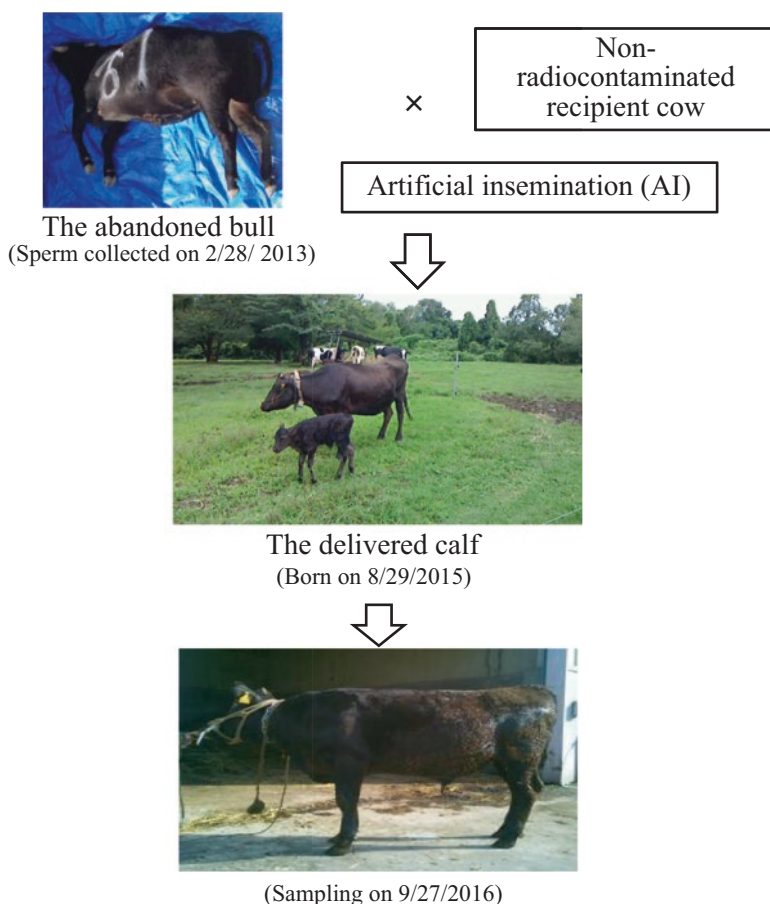 61
×
Non-
radiocontaminated
recipient cow
Artificial insemination (AI)
The abandoned bull
(Sperm collected on 2/28/ 2013)
The delivered calf
(Born on 8/29/2015)
(Sampling on 9/27/2016)